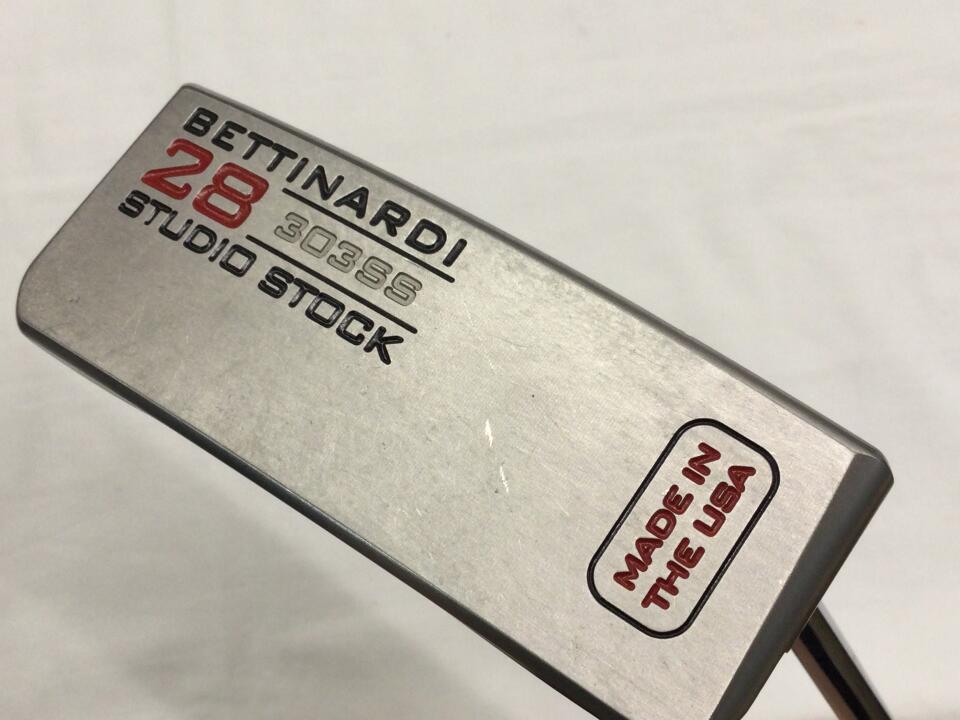 BETTINARDI
28 303SS
STUDIO STOCK
MADE IN
THE USA